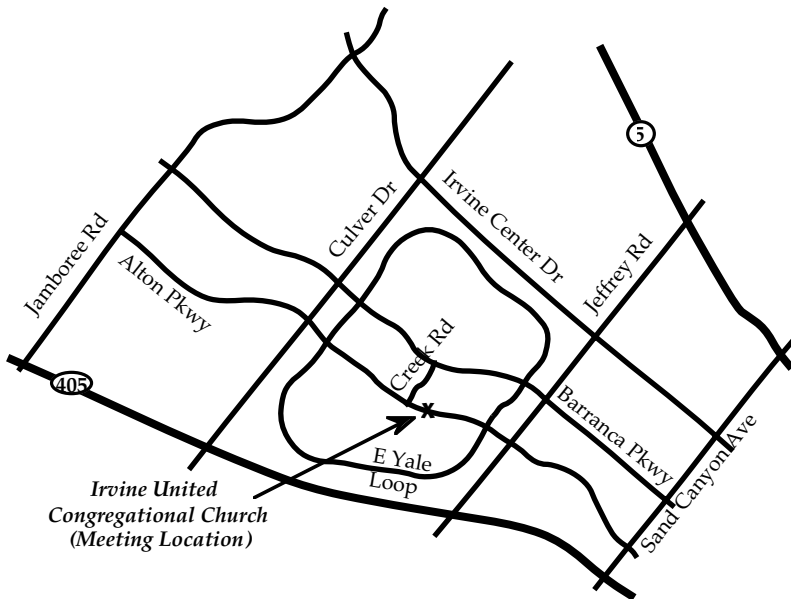 5
Culver Dr
Irvine Center Dr
Jamboree Rd
Jeffrey Rd
Alton Pkwy
Creek Rd
405
Barranca Pkwy
Sand Canyon Ave
x
E Yale
Loop
Irvine United
Congregational Church
(Meeting Location)